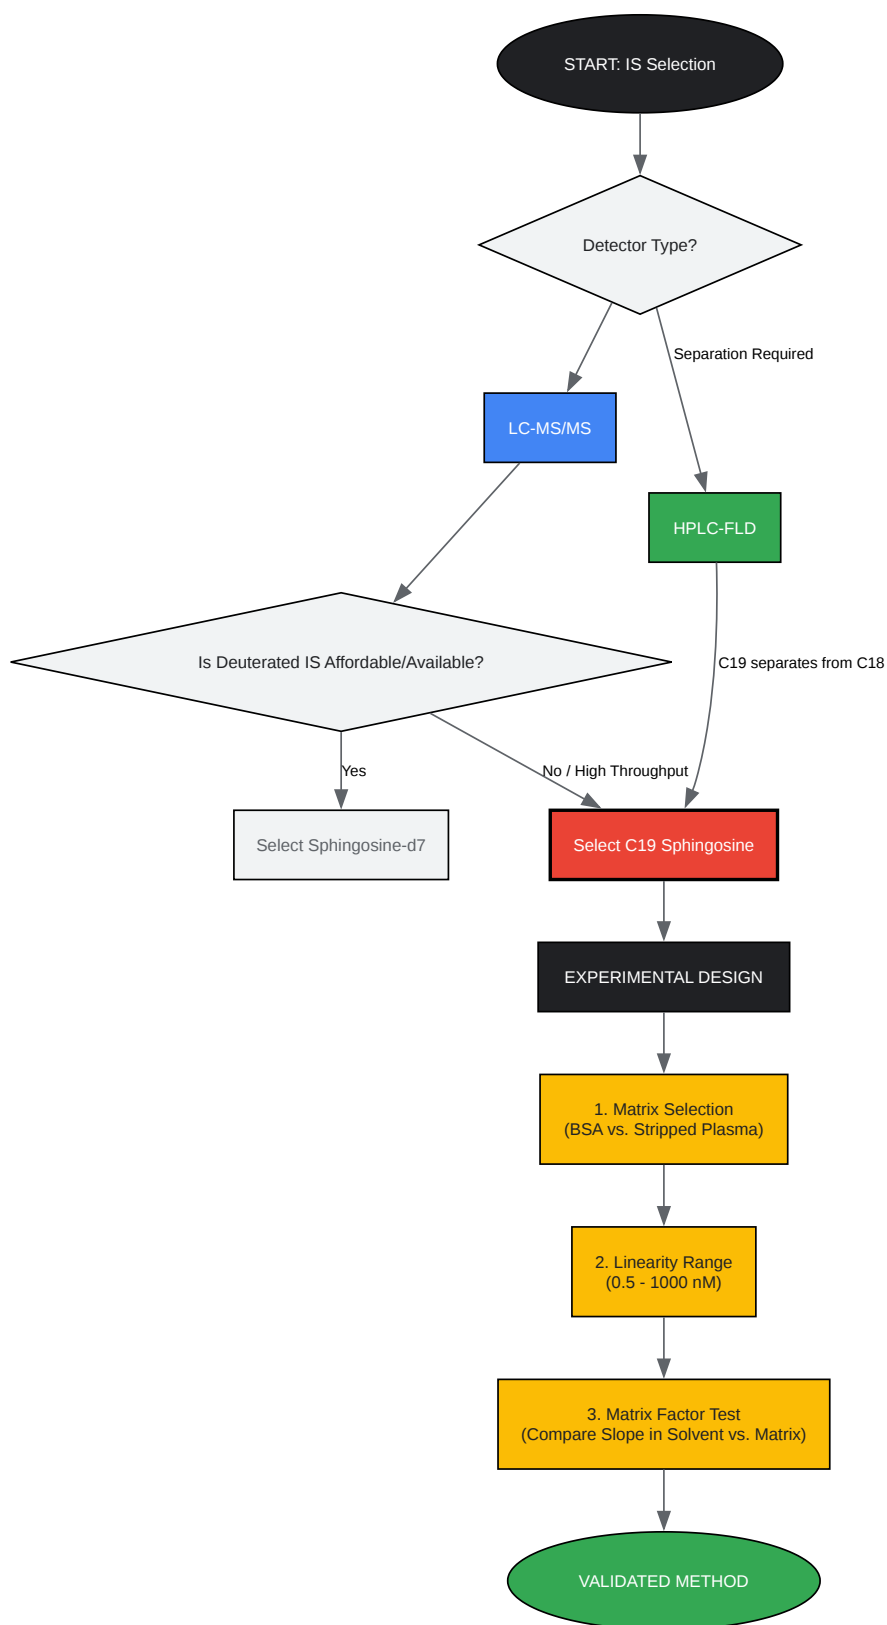 START: IS Selection
Detector Type?
Separation Required
LC-MS/MS
HPLC-FLD
Is Deuterated IS Affordable/Available?
C19 separates from C18
Yes
No / High Throughput
Select Sphingosine-d7
Select C19 Sphingosine
EXPERIMENTAL DESIGN
1. Matrix Selection
(BSA vs. Stripped Plasma)
2. Linearity Range
(0.5 - 1000 nM)
3. Matrix Factor Test
(Compare Slope in Solvent vs. Matrix)
VALIDATED METHOD